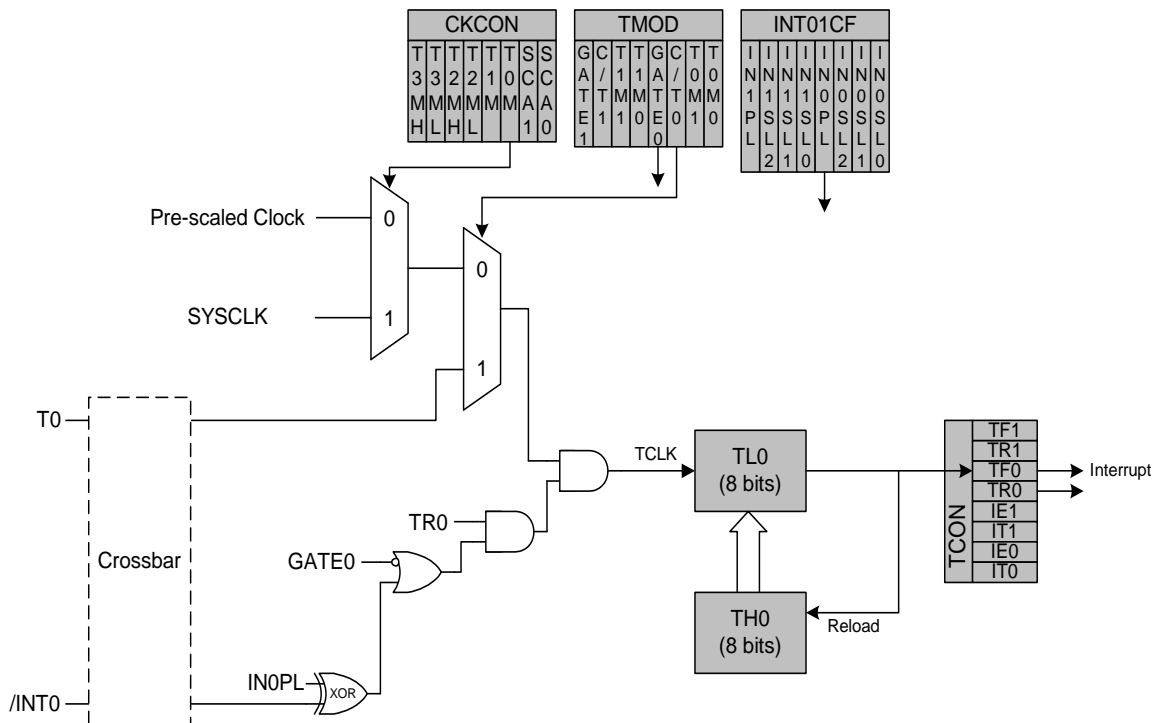 CKCON
T3MH
T3ML
T2MH
T2ML
T1M
T0M
SCA1
SCA0
TMOD
GATE1
C/T1
T1M1
T1M0
GATE0
C/T0
T0M1
T0M0
INT01CF
IN1PL
IN1SL2
IN1SL1
IN1SL0
IN0PL
IN0SL2
IN0SL1
IN0SL0
Pre-scaled Clock
0
1
SYSCLK
0
1
T0
Crossbar
/INT0
TR0
GATE0
IN0PL
XOR
TCLK
TL0
(8 bits)
TH0
(8 bits)
Reload
TCON
TF1
TR1
TF0
TR0
IE1
IT1
IE0
IT0
Interrupt